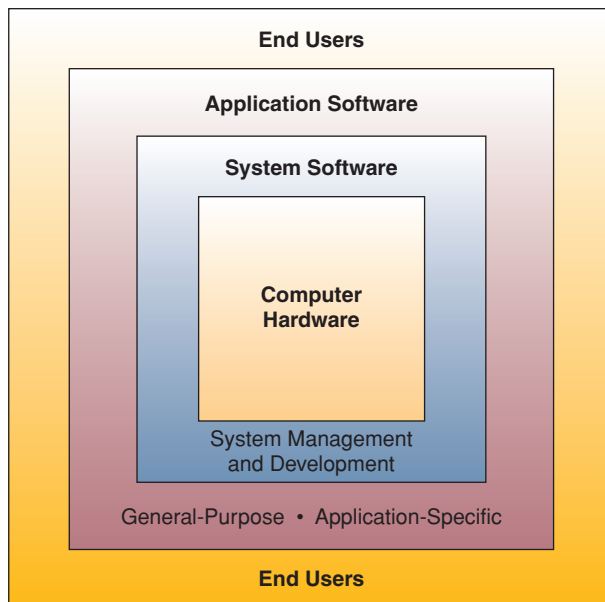 End Users
Application Software
System Software
Computer
Hardware
System Management
and Development
General-Purpose • Application-Specific
End Users